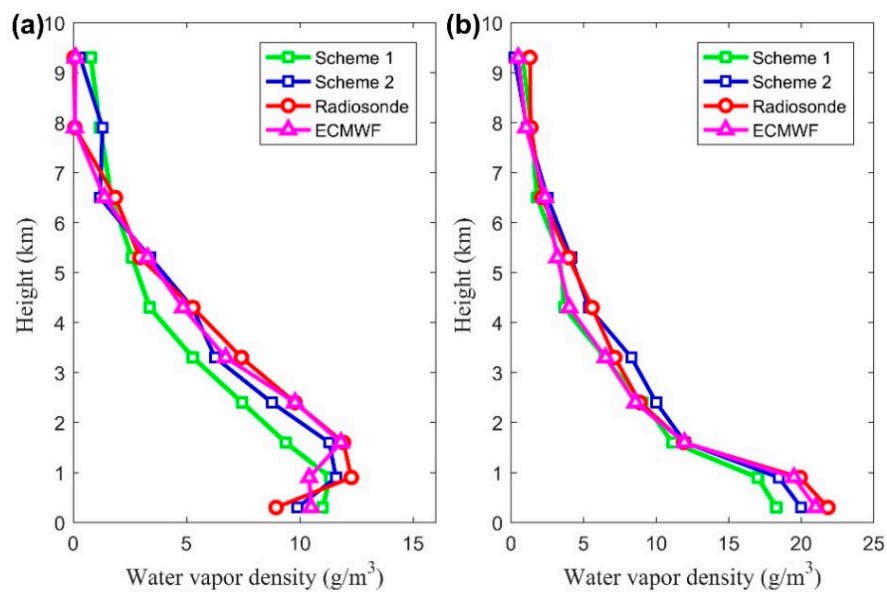 (a)
10
9
8
7
6
5
4
3
2
1
0
Height (km)
Scheme 1
Scheme 2
Radiosonde
ECMWF
0 5 10 15
Water vapor density (g/m³)
(b)
10
9
8
7
6
5
4
3
2
1
0
Height (km)
Scheme 1
Scheme 2
Radiosonde
ECMWF
0 5 10 15 20 25
Water vapor density (g/m³)